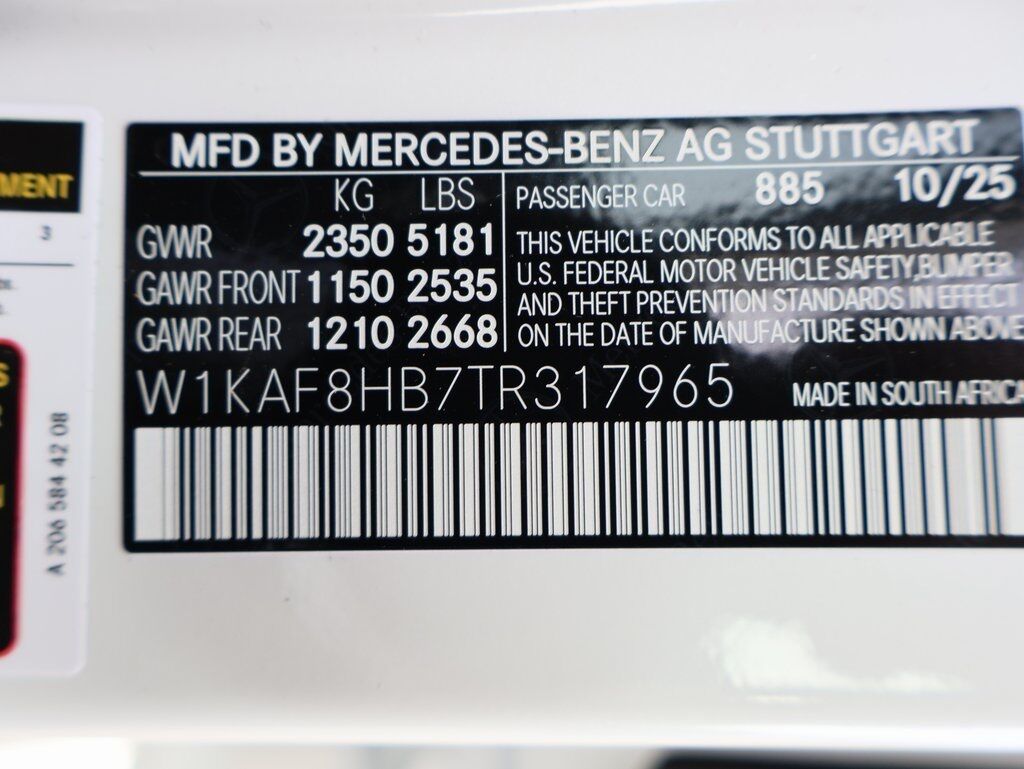 MFD BY MERCEDES-BENZ AG STUTTGART
KG LBS
GVWR 2350 5181
GAWR FRONT 1150 2535
GAWR REAR 1210 2668
PASSENGER CAR 885 10/25
THIS VEHICLE CONFORMS TO ALL APPLICABLE
U.S. FEDERAL MOTOR VEHICLE SAFETY, BUMPER
AND THEFT PREVENTION STANDARDS IN EFFECT
ON THE DATE OF MANUFACTURE SHOWN ABOVE
W1KAF8HB7TR317965
MADE IN SOUTH AFRICA
MENT
3
A 206 584 42 08